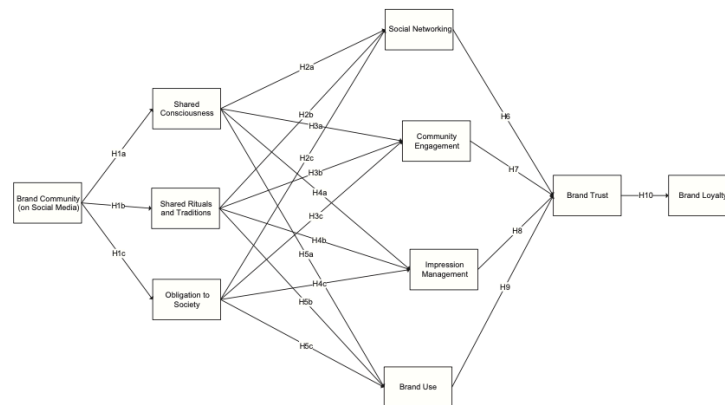 Social Networking
H2a
Shared
Consciousness
H2b
H6
H3a
Community
Engagement
H1a
H2c
H7
H3b
H4a
Brand Community
(on Social Media)
H1b
Shared Rituals
and Traditions
Brand Trust
H10
Brand Loyalty
H3c
H8
H4b
H1c
H5a
Impression
Management
Obligation to
Society
H4c
H9
H5b
H5c
Brand Use